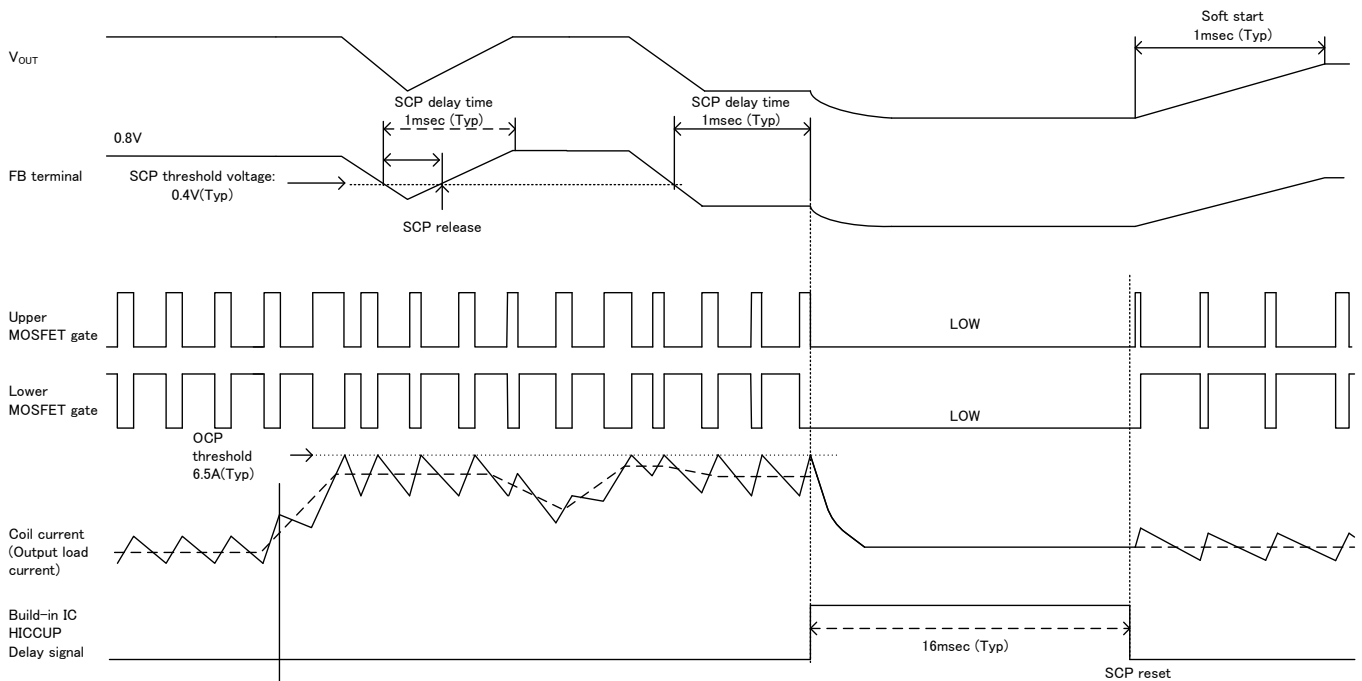 Soft start
1msec (Typ)
VOUT
SCP delay time
1msec (Typ)
SCP delay time
1msec (Typ)
0.8V
FB terminal
SCP threshold voltage:
0.4V(Typ)
SCP release
Upper
MOSFET gate
LOW
Lower
MOSFET gate
LOW
OCP
threshold
6.5A(Typ)
Coil current
(Output load
current)
Build-in IC
HICCUP
Delay signal
16msec (Typ)
SCP reset